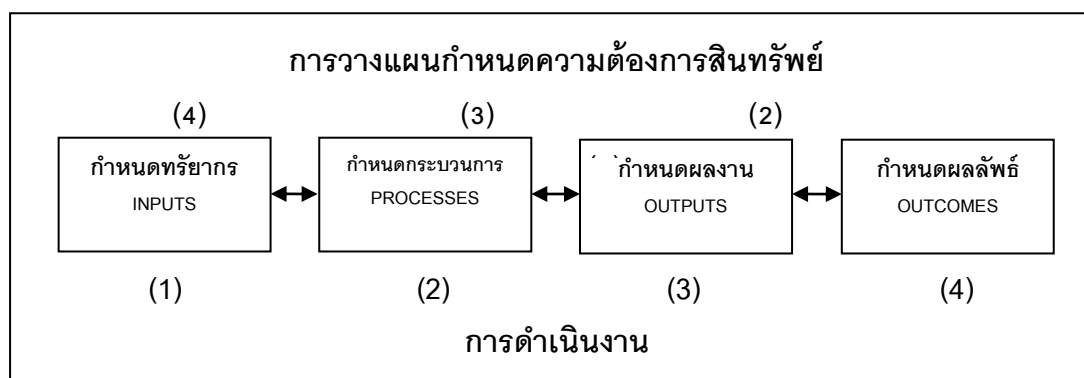 การวางแผนกำหนดความต้องการสินทรัพย์
(4) (3) (2)
กำหนดทรัยากร กำหนดกระบวนการ กำหนดผลงาน กำหนดผลลัพธ์
INPUTS PROCESSES OUTPUTS OUTCOMES
(1) (2) (3) (4)
การดำเนินงาน